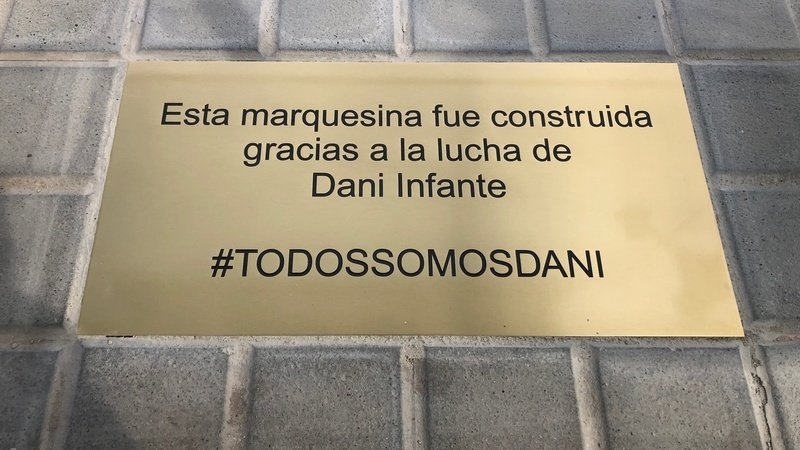 Esta marquesina fue construida
gracias a la lucha de
Dani Infante
#TODOSSOMOSDANI